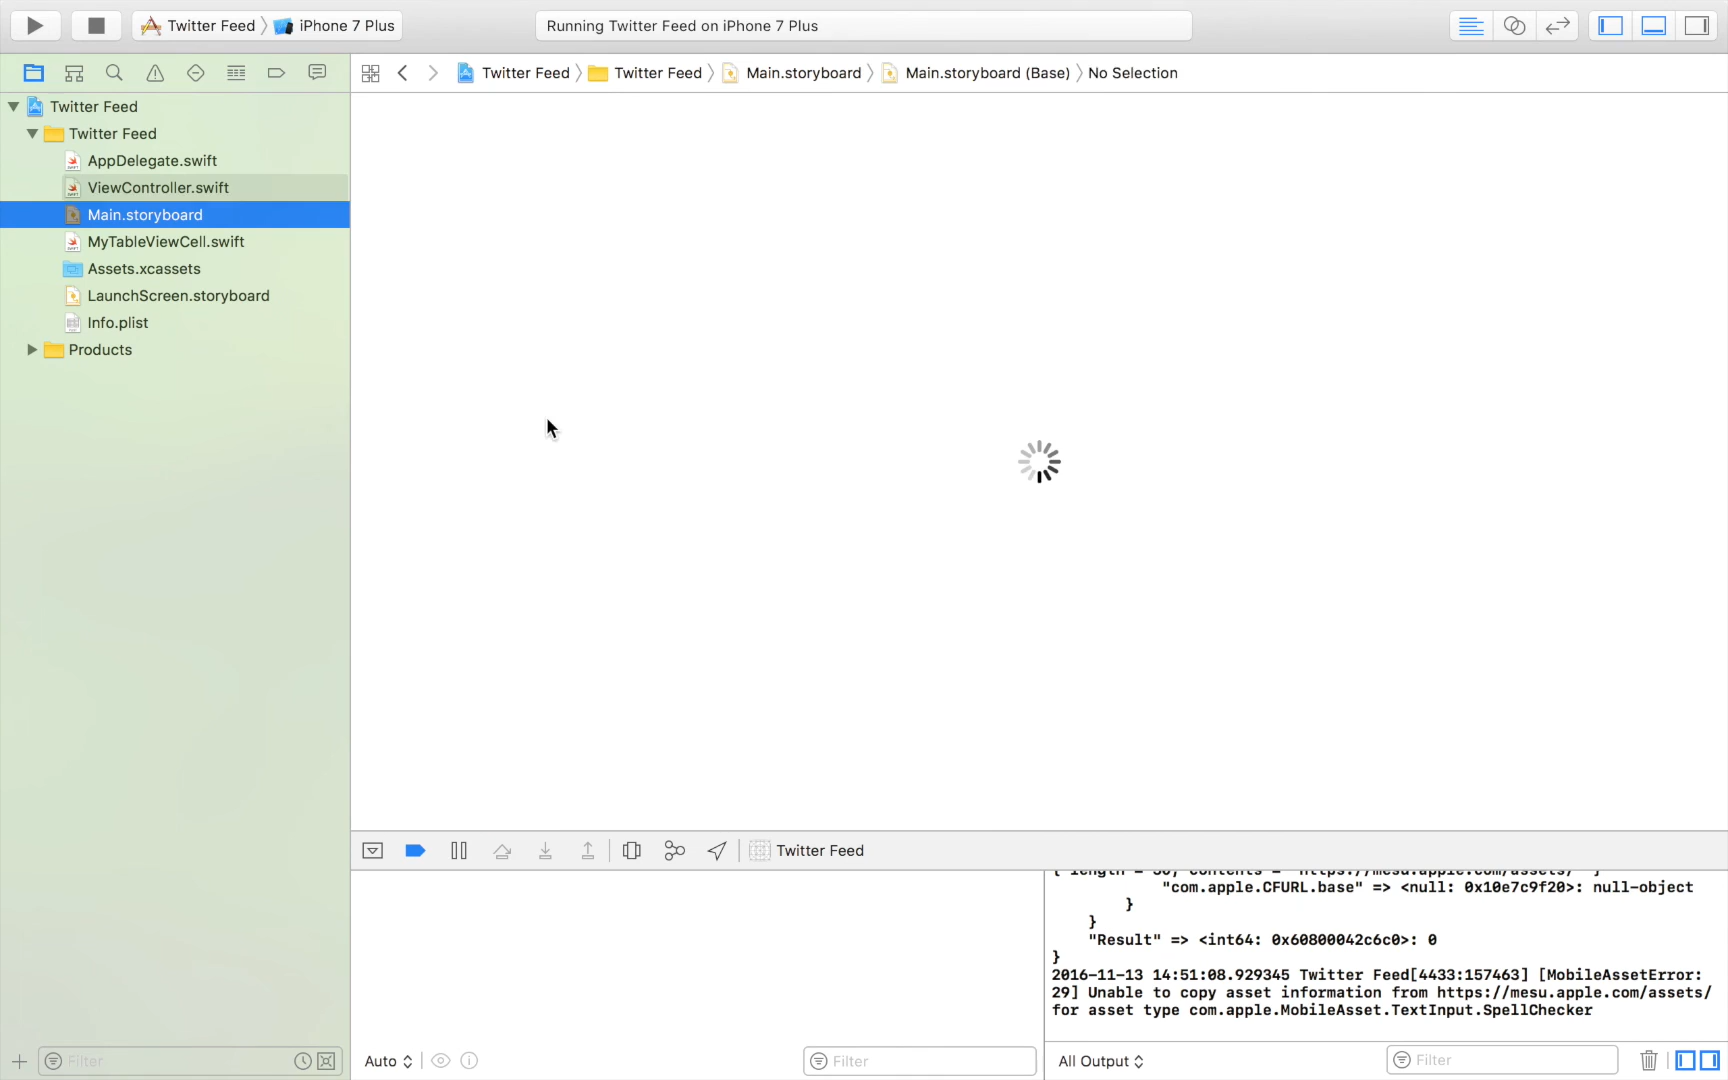 Twitter Feed iPhone 7 Plus
Running Twitter Feed on iPhone 7 Plus
Twitter Feed Twitter Feed Main.storyboard Main.storyboard (Base) No Selection
Twitter Feed
Twitter Feed
AppDelegate.swift
ViewController.swift
Main.storyboard
MyTableViewCell.swift
Assets.xcassets
LaunchScreen.storyboard
Info.plist
Products
Twitter Feed
"com.apple.CFURL.base" => <null: 0x10e7c9f20>: null-object
}
}
"Result" => <int64: 0x60800042c6c0>: 0
}
2016-11-13 14:51:08.929345 Twitter Feed[4433:157463] [MobileAssetError:
29] Unable to copy asset information from https://mesu.apple.com/assets/
for asset type com.apple.MobileAsset.TextInput.SpellChecker
Filter
Auto
Filter
All Output
Filter